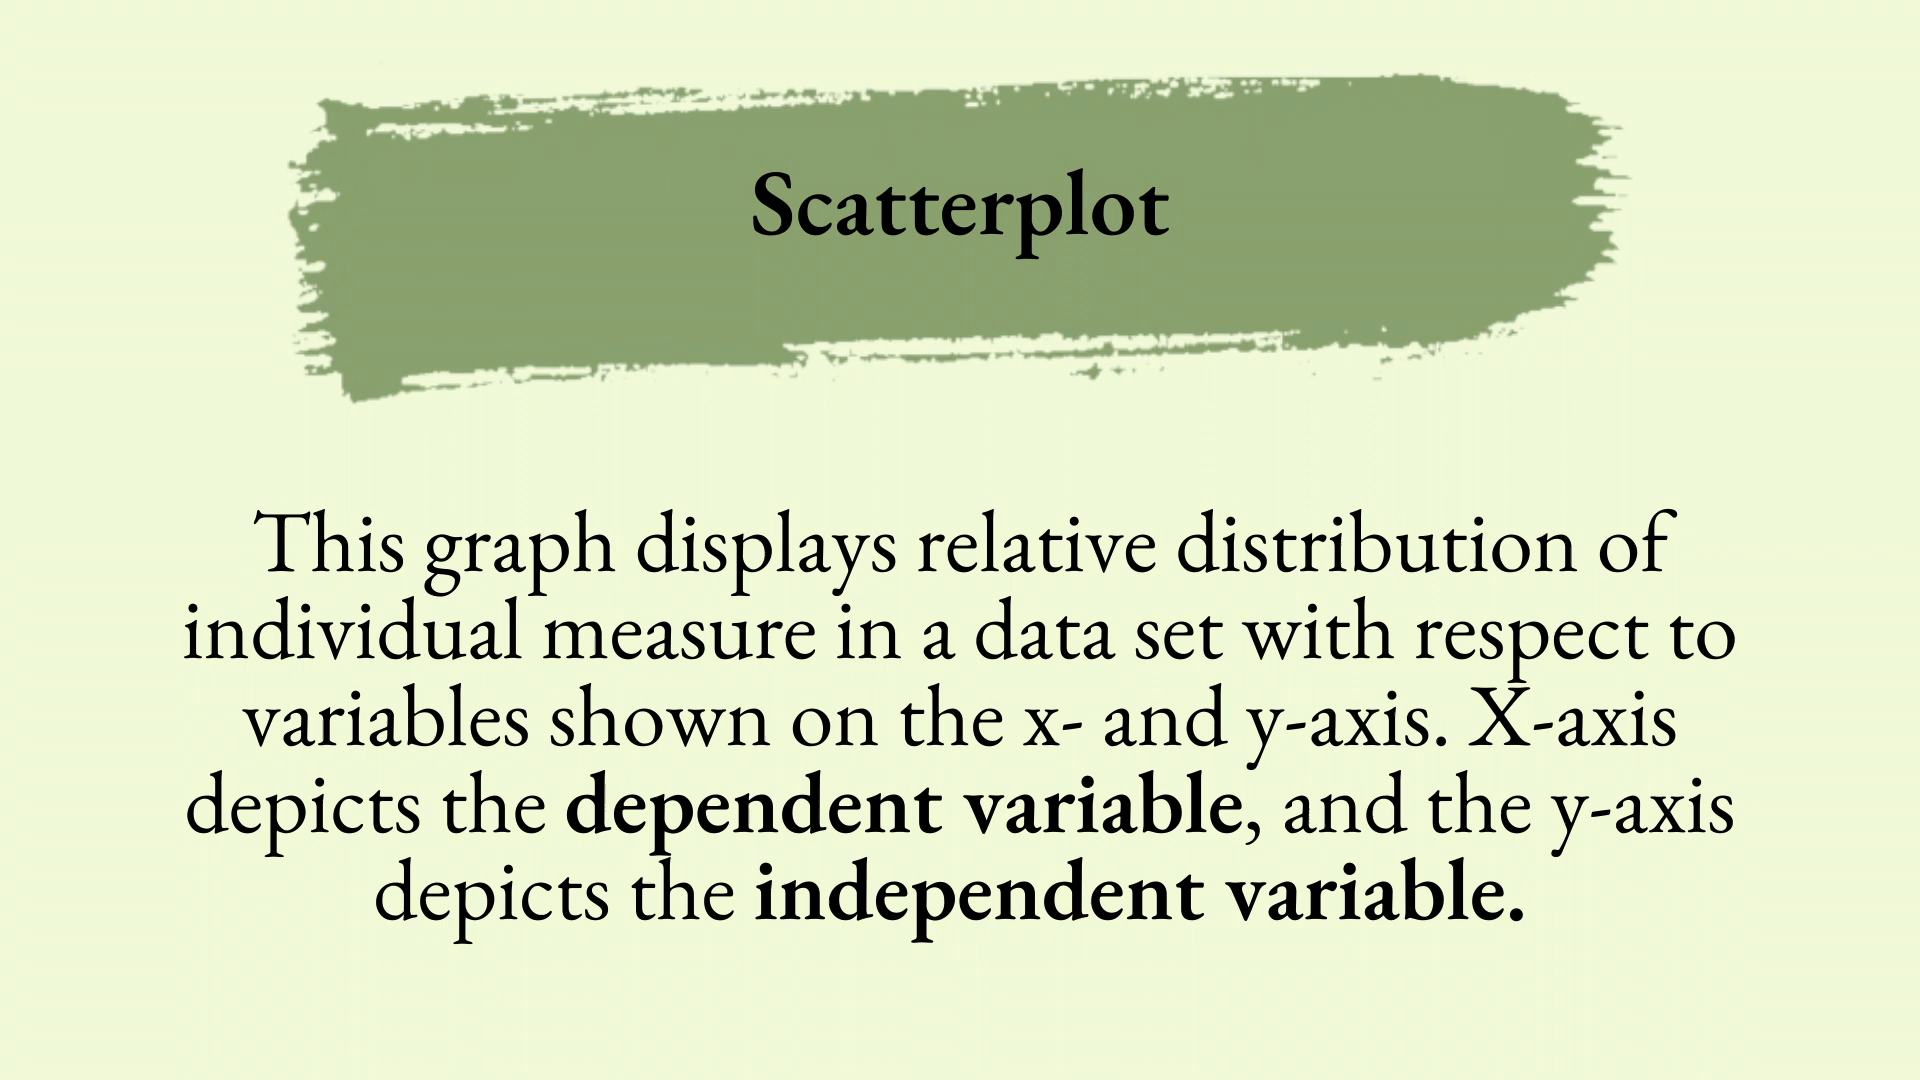 Scatterplot
This graph displays relative distribution of
individual measure in a data set with respect to
variables shown on the x- and y-axis. X-axis
depicts the dependent variable, and the y-axis
depicts the independent variable.